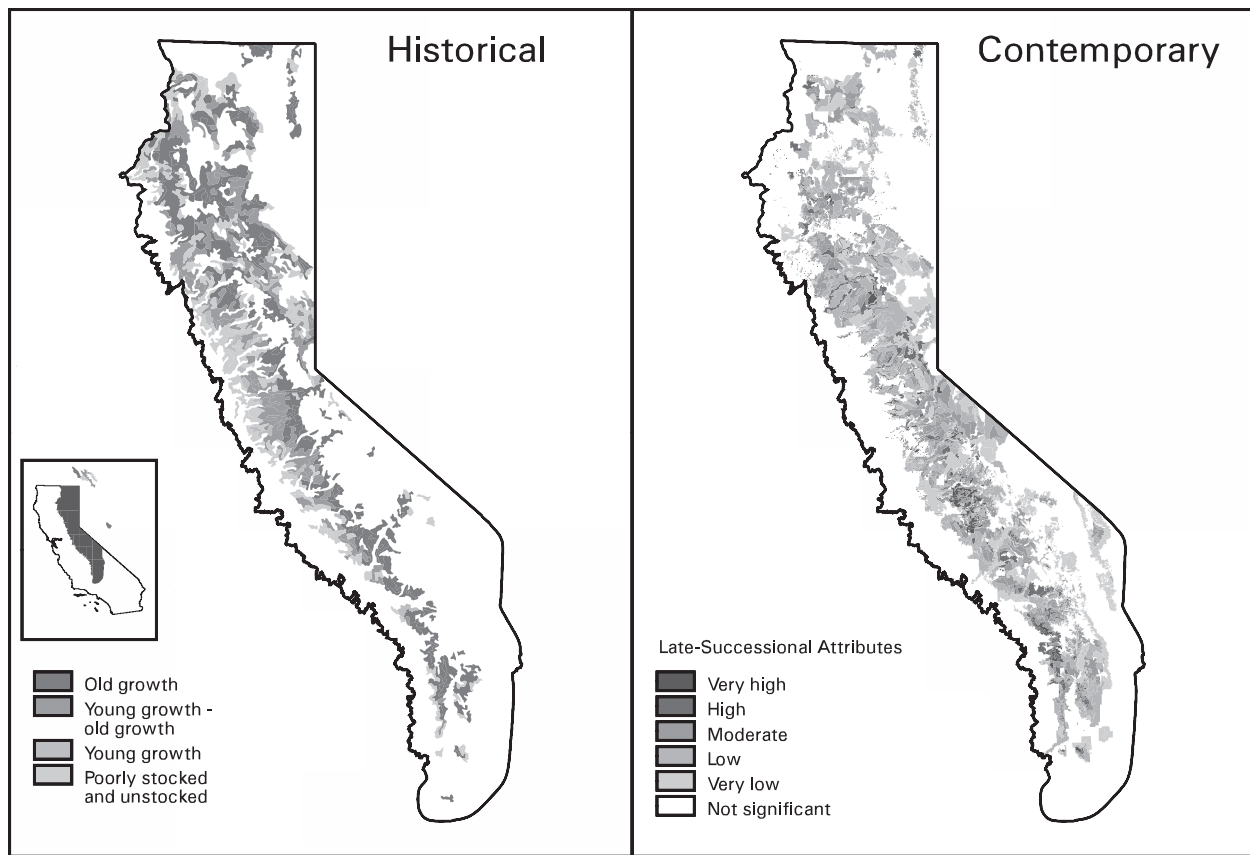 Historical
Old growth
Young growth -
old growth
Young growth
Poorly stocked
and unstocked
Contemporary
Late-Successional Attributes
Very high
High
Moderate
Low
Very low
Not significant